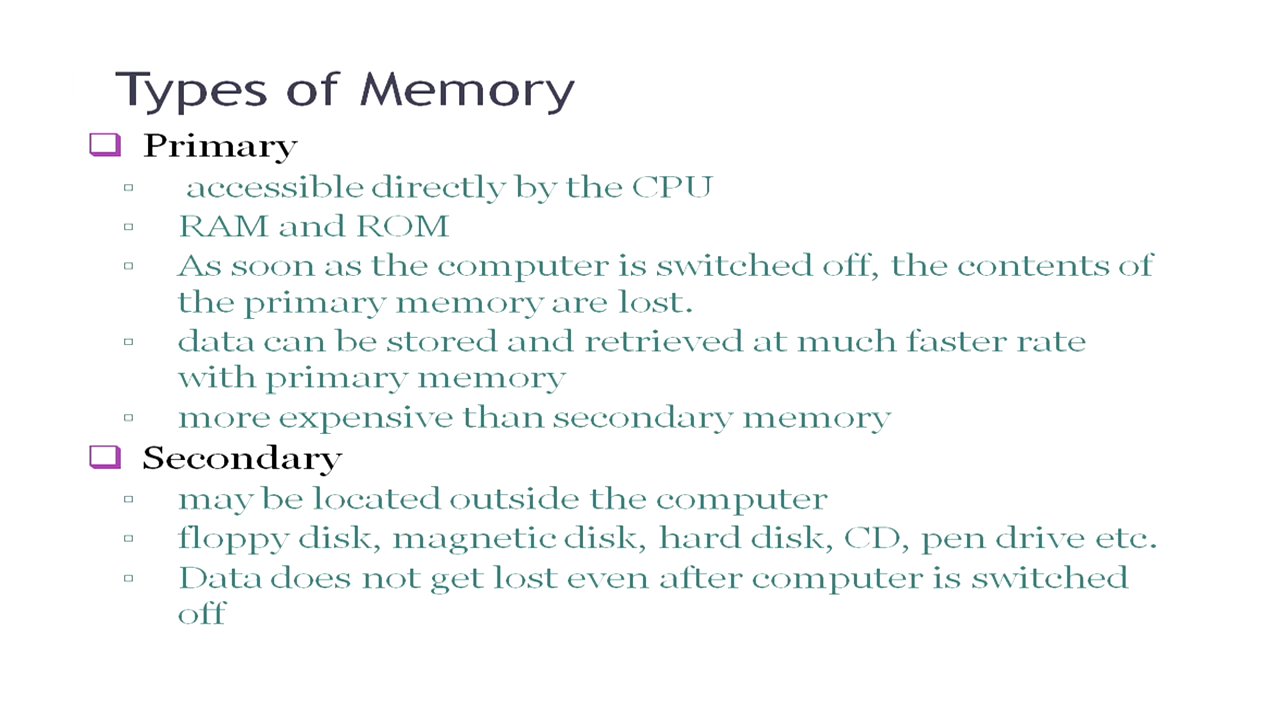 Types of Memory
Primary
accessible directly by the CPU
RAM and ROM
As soon as the computer is switched off, the contents of
the primary memory are lost.
data can be stored and retrieved at much faster rate
with primary memory
more expensive than secondary memory
Secondary
may be located outside the computer
floppy disk, magnetic disk, hard disk, CD, pen drive etc.
Data does not get lost even after computer is switched
off